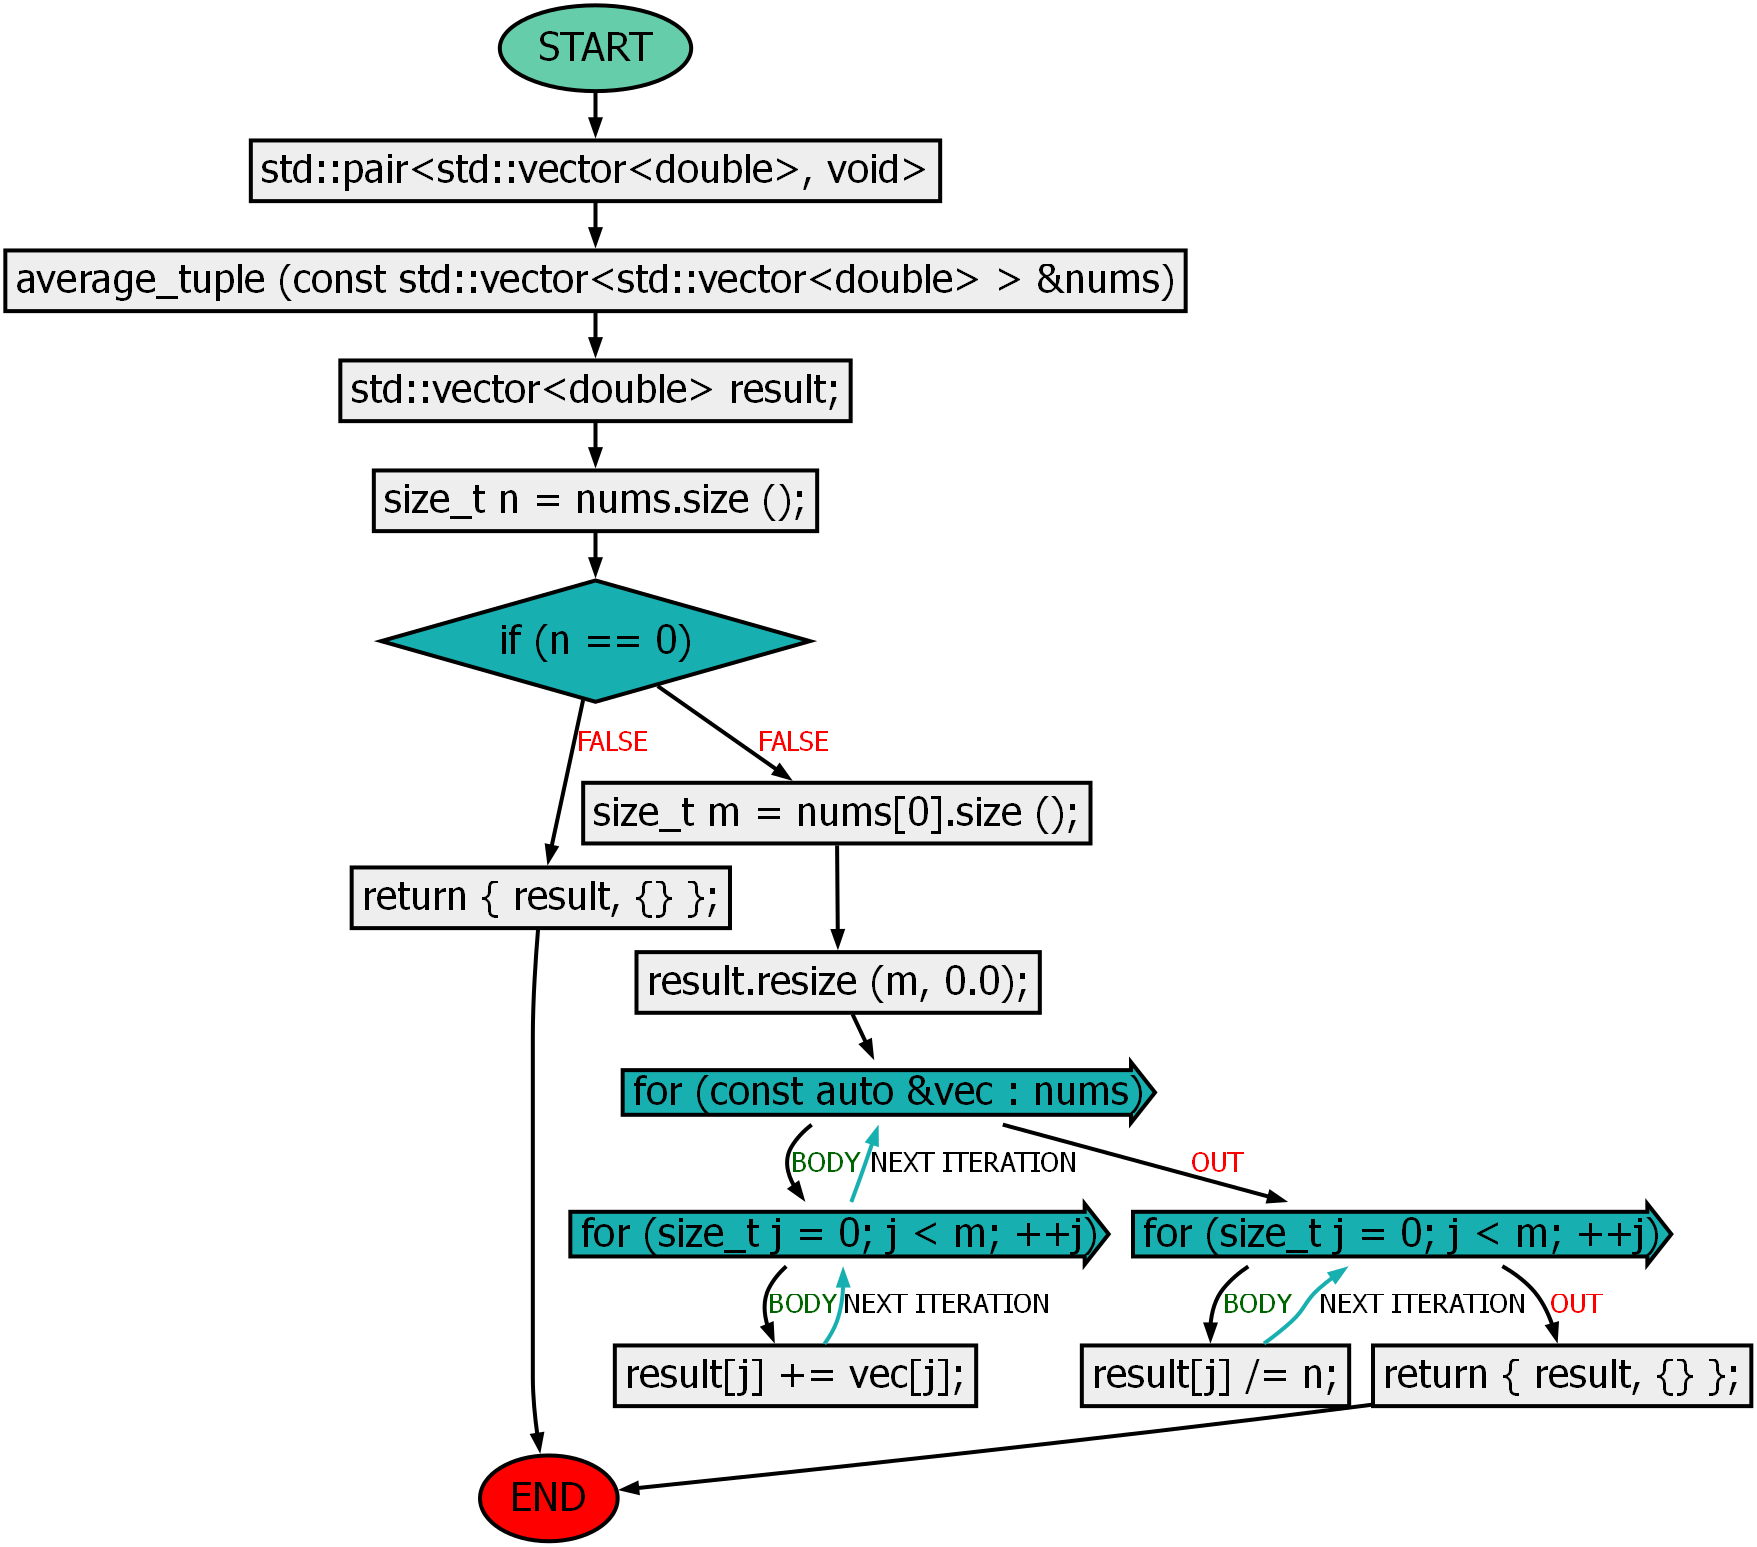 START
std::pair<std::vector<double>, void>
average_tuple (const std::vector<std::vector<double> > &nums)
std::vector<double> result;
size_t n = nums.size ();
if (n == 0)
FALSE
FALSE
size_t m = nums[0].size ();
return { result, {} };
result.resize (m, 0.0);
for (const auto &vec : nums)
BODY
NEXT ITERATION
OUT
for (size_t j = 0; j < m; ++j)
for (size_t j = 0; j < m; ++j)
BODY
NEXT ITERATION
BODY
NEXT ITERATION
OUT
result[j] += vec[j];
result[j] /= n;
return { result, {} };
END